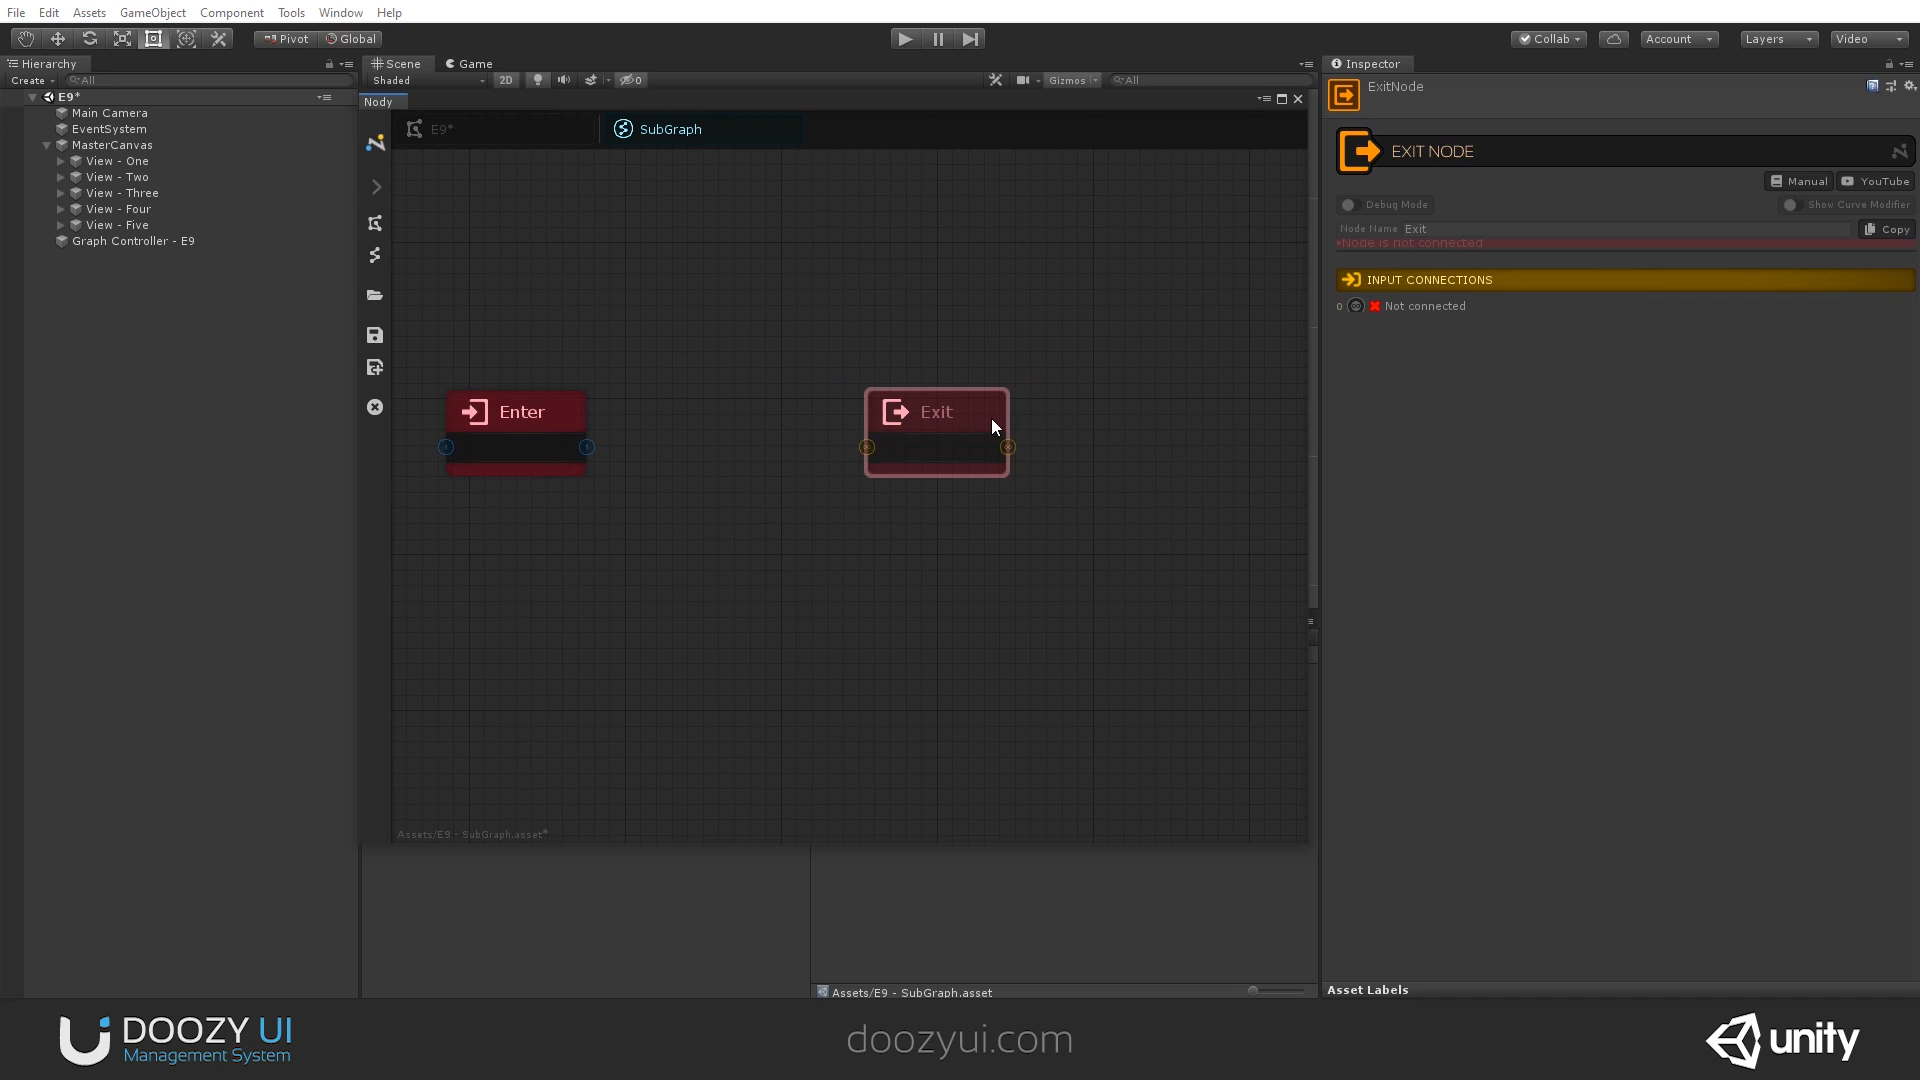 File Edit Assets GameObject Component Tools Window Help
Pivot Global
Collab Account Layers Video
Hierarchy
Create All
E9*
Main Camera
EventSystem
MasterCanvas
View - One
View - Two
View - Three
View - Four
View - Five
Graph Controller - E9
Scene Game
Shaded 2D 0 Gizmos All
Nody
E9* SubGraph
Enter
Exit
Assets/E9 - SubGraph.asset*
Assets/E9 - SubGraph.asset
Inspector
ExitNode
EXIT NODE
Manual YouTube
Debug Mode Show Curve Modifier
Node Name Exit Copy
*Node is not connected
INPUT CONNECTIONS
0 Not connected
Asset Labels
DOOZY UI
Management System
doozyui.com
unity